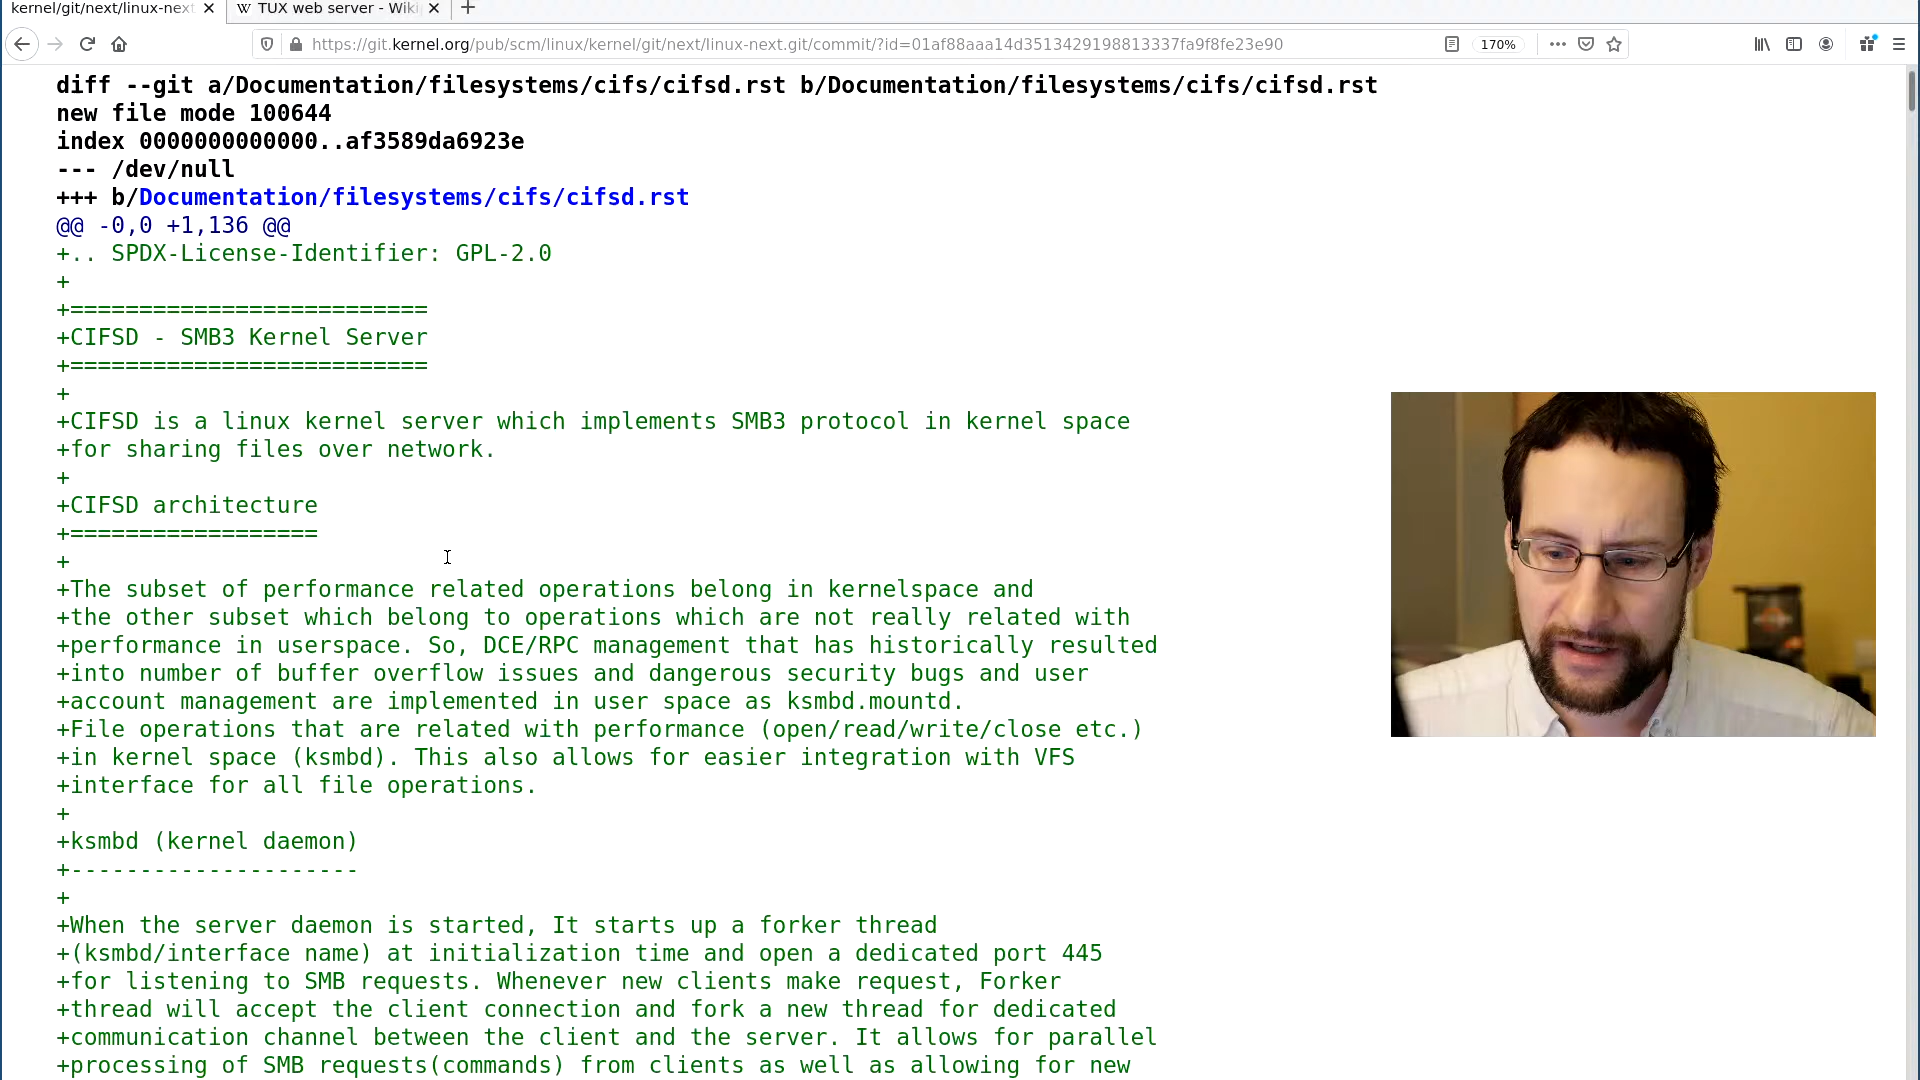 kernel/git/next/linux-nex
TUX web server - Wiki
https://git.kernel.org/pub/scm/linux/kernel/git/next/linux-next.git/commit/?id=01af88aaa14d3513429198813337fa9f8fe23e90
170%
diff --git a/Documentation/filesystems/cifs/cifsd.rst b/Documentation/filesystems/cifs/cifsd.rst
new file mode 100644
index 0000000000000..af3589da6923e
--- /dev/null
+++ b/Documentation/filesystems/cifs/cifsd.rst
@@ -0,0 +1,136 @@
+.. SPDX-License-Identifier: GPL-2.0
+
+==========================
+CIFSD - SMB3 Kernel Server
+==========================
+
+CIFSD is a linux kernel server which implements SMB3 protocol in kernel space
+for sharing files over network.
+
+CIFSD architecture
+==================
+
+The subset of performance related operations belong in kernelspace and
+the other subset which belong to operations which are not really related with
+performance in userspace. So, DCE/RPC management that has historically resulted
+into number of buffer overflow issues and dangerous security bugs and user
+account management are implemented in user space as ksmbd.mountd.
+File operations that are related with performance (open/read/write/close etc.)
+in kernel space (ksmbd). This also allows for easier integration with VFS
+interface for all file operations.
+
+ksmbd (kernel daemon)
+---------------------
+
+When the server daemon is started, It starts up a forker thread
+(ksmbd/interface name) at initialization time and open a dedicated port 445
+for listening to SMB requests. Whenever new clients make request, Forker
+thread will accept the client connection and fork a new thread for dedicated
+communication channel between the client and the server. It allows for parallel
+processing of SMB requests(commands) from clients as well as allowing for new